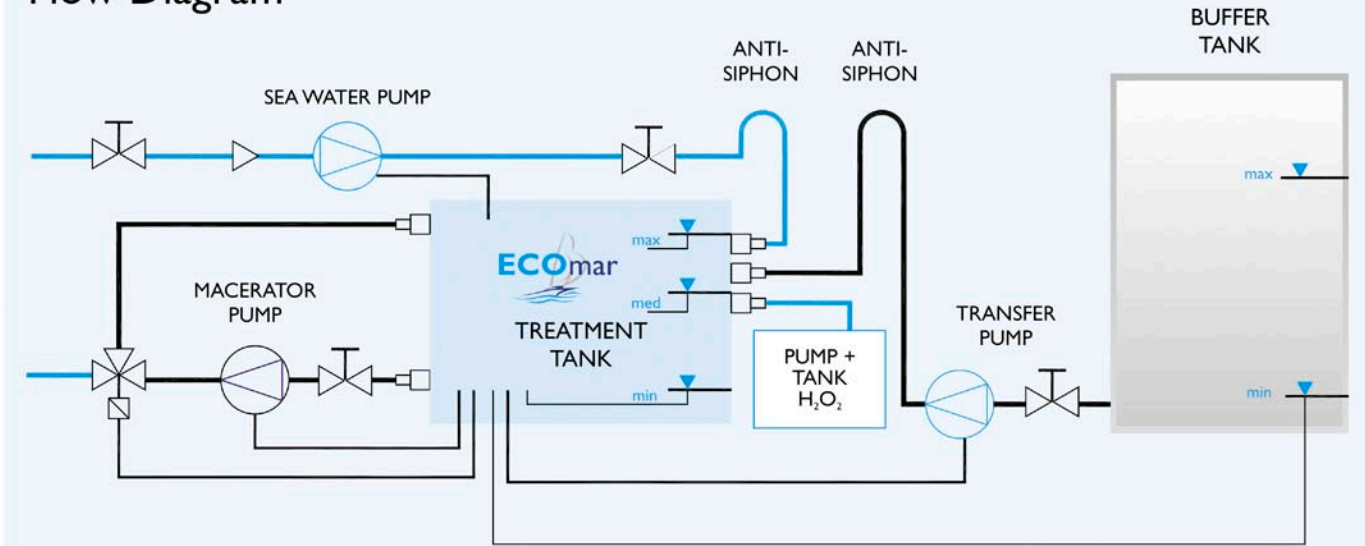 Flow Diagram
BUFFER
TANK
ANTI-
SIPHON
ANTI-
SIPHON
SEA WATER PUMP
max
max
ECOmar
MACERATOR
PUMP
med
TREATMENT
TANK
TRANSFER
PUMP
PUMP +
TANK
H₂O₂
min
min